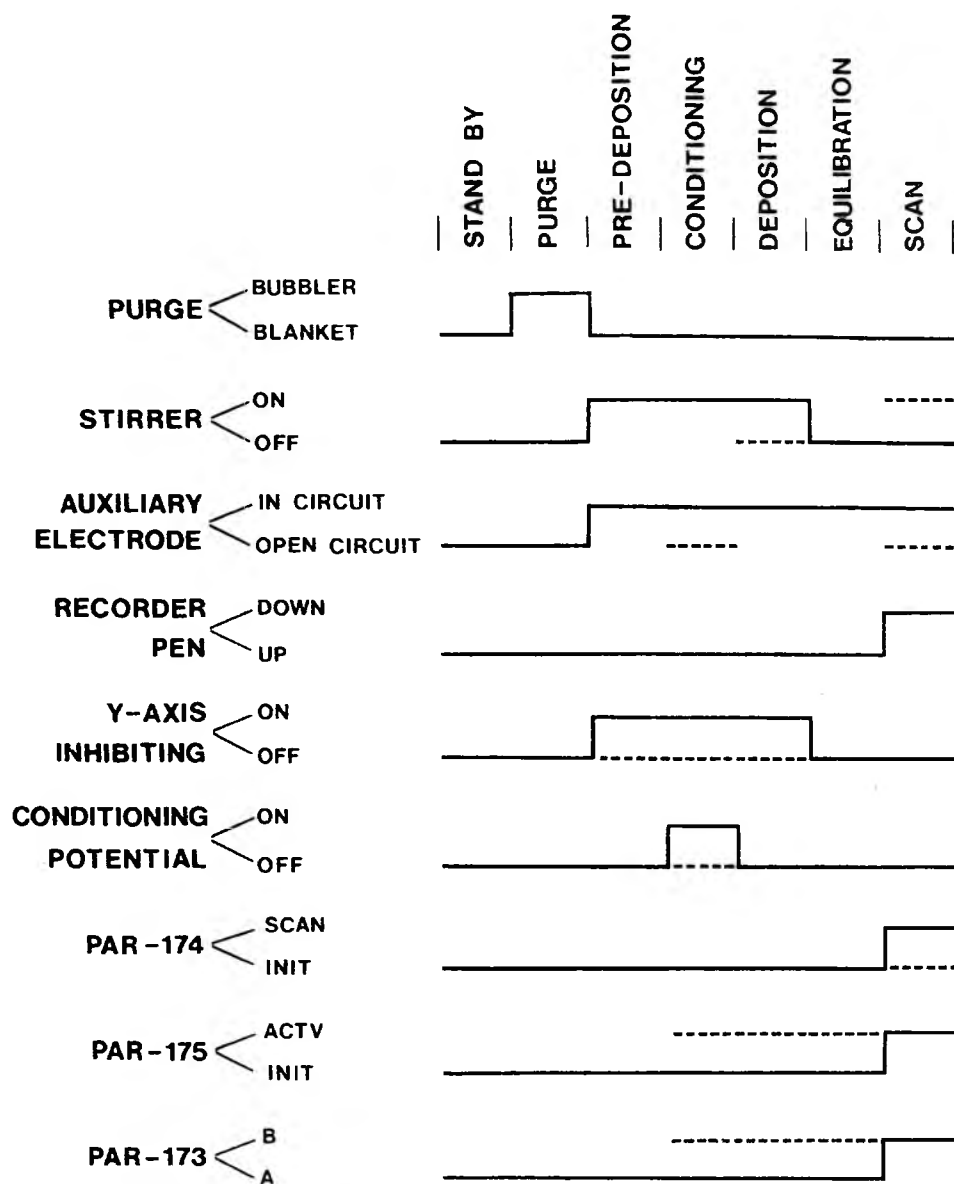 STAND BY
PURGE
PRE-DEPOSITION
CONDITIONING
DEPOSITION
EQUILIBRATION
SCAN
PURGE
BUBBLER
BLANKET
STIRRER
ON
OFF
AUXILIARY
ELECTRODE
IN CIRCUIT
OPEN CIRCUIT
RECORDER
PEN
DOWN
UP
Y-AXIS
INHIBITING
ON
OFF
CONDITIONING
POTENTIAL
ON
OFF
PAR-174
SCAN
INIT
PAR-175
ACTV
INIT
PAR-173
B
A